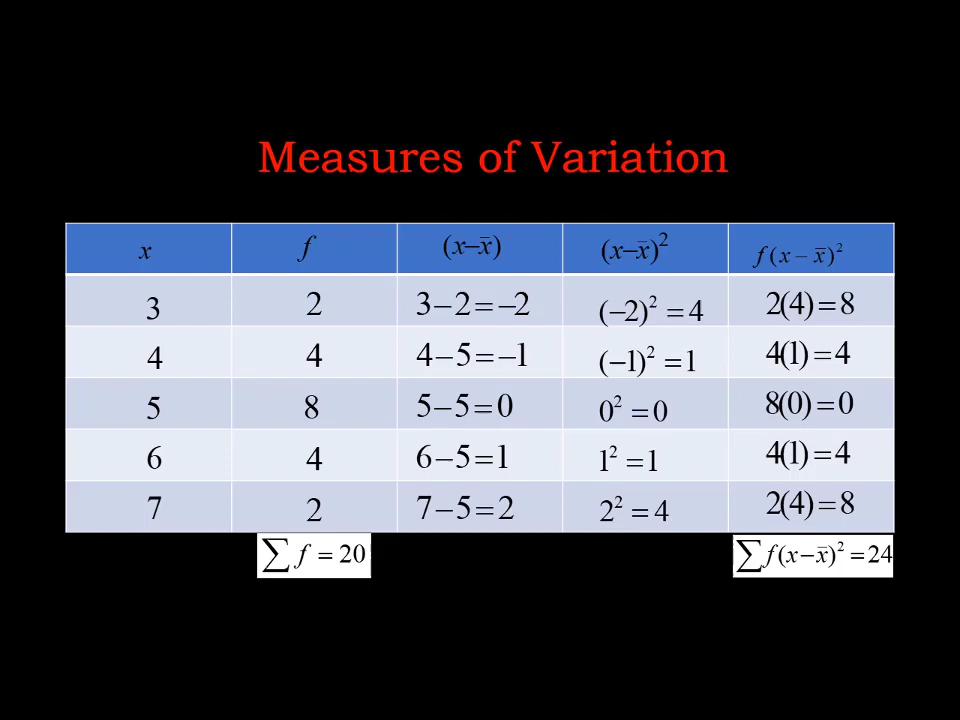 Measures of Variation
x f (x–x̄) (x–x̄)² f (x – x̄)²
3 2 3–2=–2 (–2)² =4 2(4)=8
4 4 4–5=–1 (–1)² =1 4(1)=4
5 8 5–5=0 0² =0 8(0)=0
6 4 6–5=1 1² =1 4(1)=4
7 2 7–5=2 2² =4 2(4)=8
∑ f = 20 ∑f(x–x̄)² =24